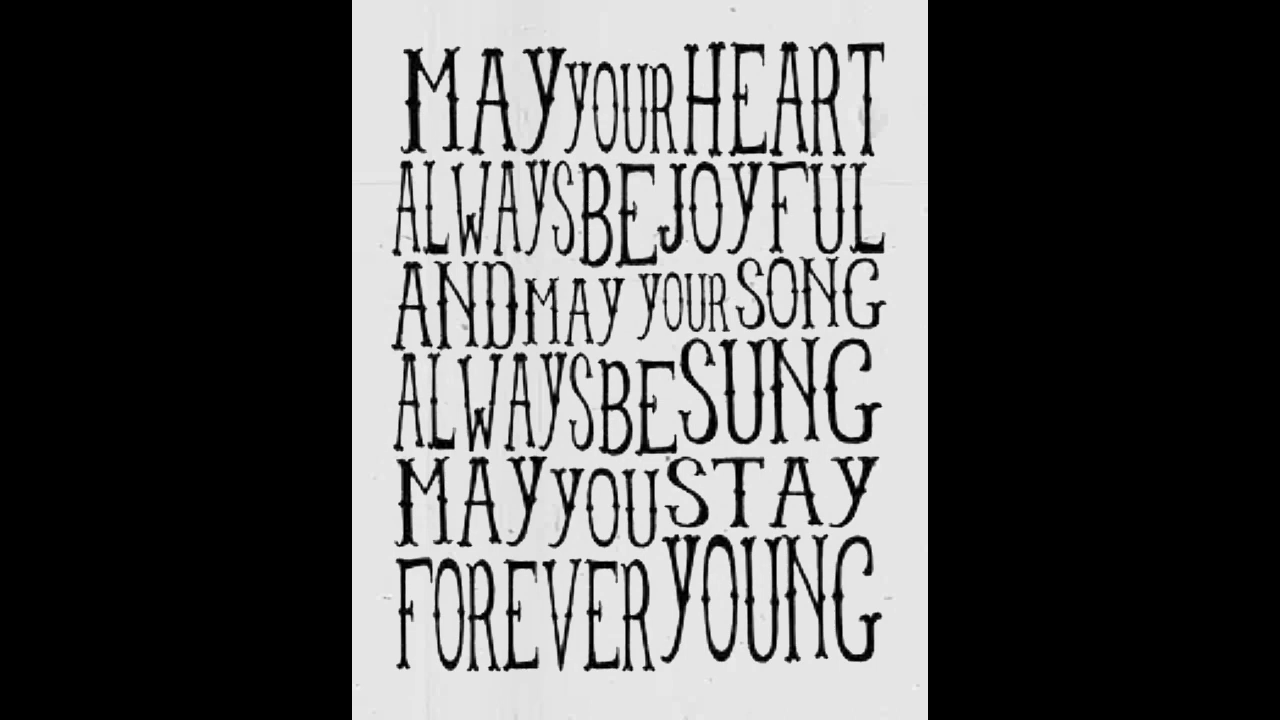 MAY YOUR HEART
ALWAYS BE JOYFUL
AND MAY YOUR SONG
ALWAYS BE SUNG
MAY YOU STAY
FOREVER YOUNG